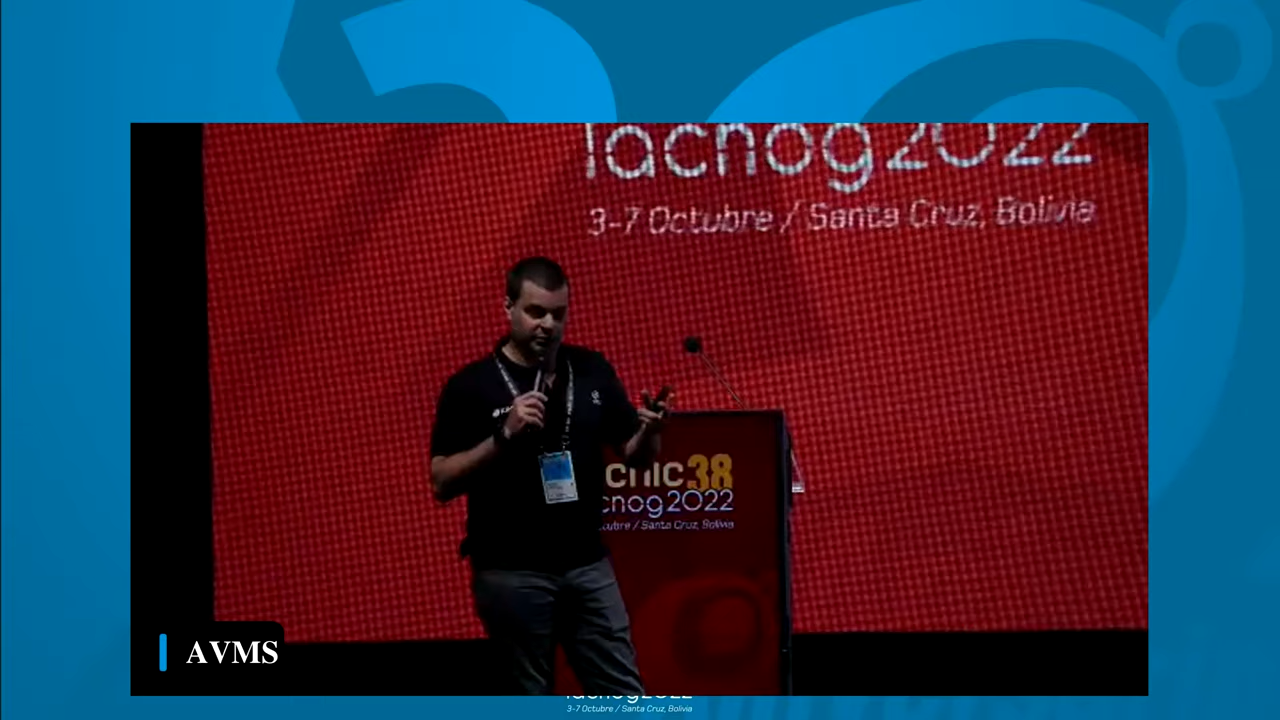 lacnog2022
3-7 Octubre / Santa Cruz, Bolivia
cnic38
cnog2022
ctubre / Santa Cruz, Bolivia
AVMS
lacnog2022
3-7 Octubre / Santa Cruz, Bolivia